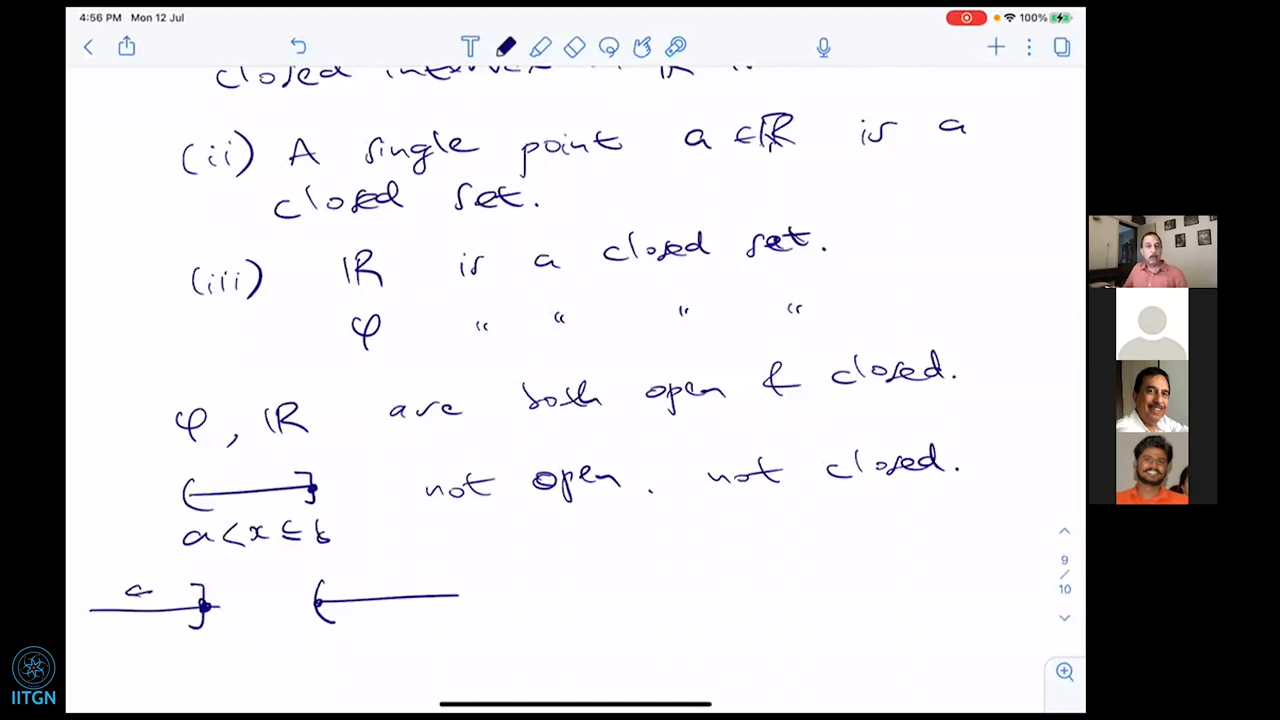 4:56 PM Mon 12 Jul
100%
closed
(ii) A single point a ∈ ℝ is a
closed set.
(iii) ℝ is a closed set.
φ " " " "
φ, ℝ are both open & closed.
( ] not open. not closed.
a < x ≤ b
] (
9
/
10
IITGN